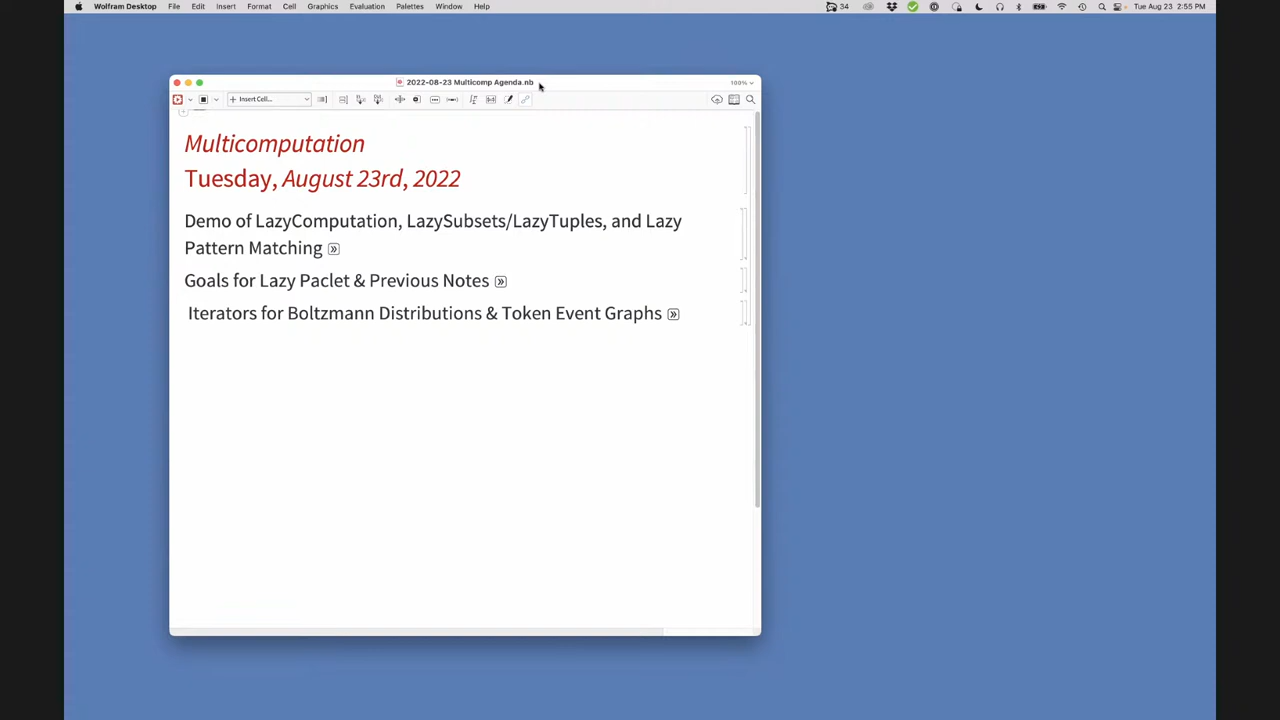 Wolfram Desktop File Edit Insert Format Cell Graphics Evaluation Palettes Window Help 34 Tue Aug 23 2:55 PM
2022-08-23 Multicomp Agenda.nb 100%
Insert Cell...
Multicomputation
Tuesday, August 23rd, 2022
Demo of LazyComputation, LazySubsets/LazyTuples, and Lazy
Pattern Matching »
Goals for Lazy Paclet & Previous Notes »
Iterators for Boltzmann Distributions & Token Event Graphs »